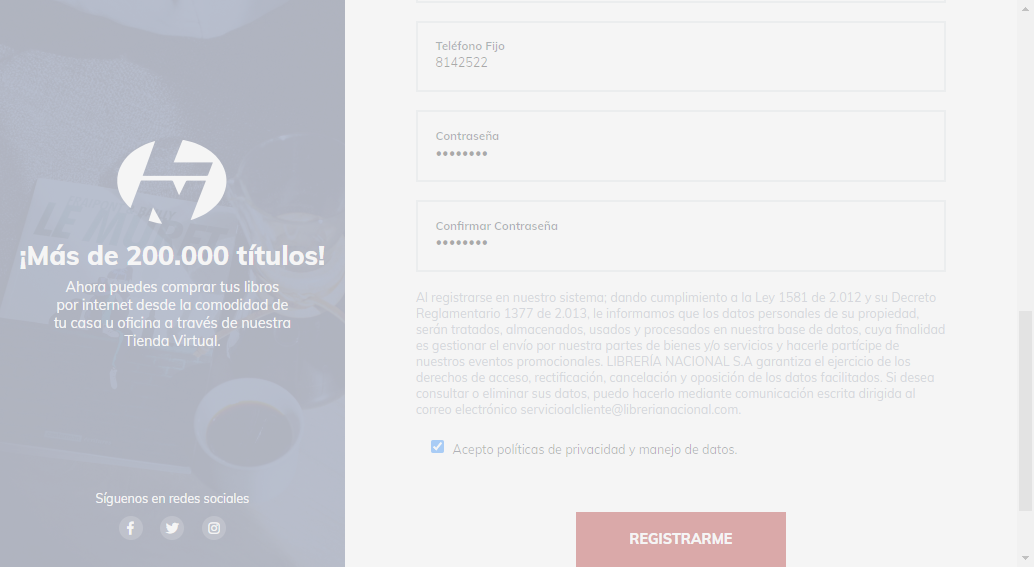 ¡Más de 200.000 títulos!
Ahora puedes comprar tus libros
por internet desde la comodidad de
tu casa u oficina a través de nuestra
Tienda Virtual.
Síguenos en redes sociales
Teléfono Fijo
8142522
Contraseña
••••••••
Confirmar Contraseña
••••••••
Al registrarse en nuestro sistema; dando cumplimiento a la Ley 1581 de 2.012 y su Decreto
Reglamentario 1377 de 2.013, le informamos que los datos personales de su propiedad,
serán tratados, almacenados, usados y procesados en nuestra base de datos, cuya finalidad
es gestionar el envío por nuestra partes de bienes y/o servicios y hacerle partícipe de
nuestros eventos promocionales. LIBRERÍA NACIONAL S.A garantiza el ejercicio de los
derechos de acceso, rectificación, cancelación y oposición de los datos facilitados. Si desea
consultar o eliminar sus datos, puedo hacerlo mediante comunicación escrita dirigida al
correo electrónico servicioalcliente@librerianacional.com.
Acepto políticas de privacidad y manejo de datos.
REGISTRARME